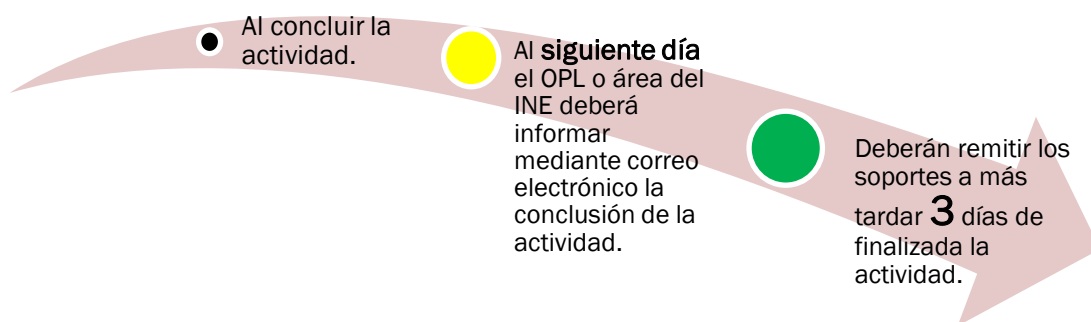 Al concluir la
actividad.
Al siguiente día
el OPL o área del
INE deberá
informar
mediante correo
electrónico la
conclusión de la
actividad.
Deberán remitir los
soportes a más
tardar 3 días de
finalizada la
actividad.